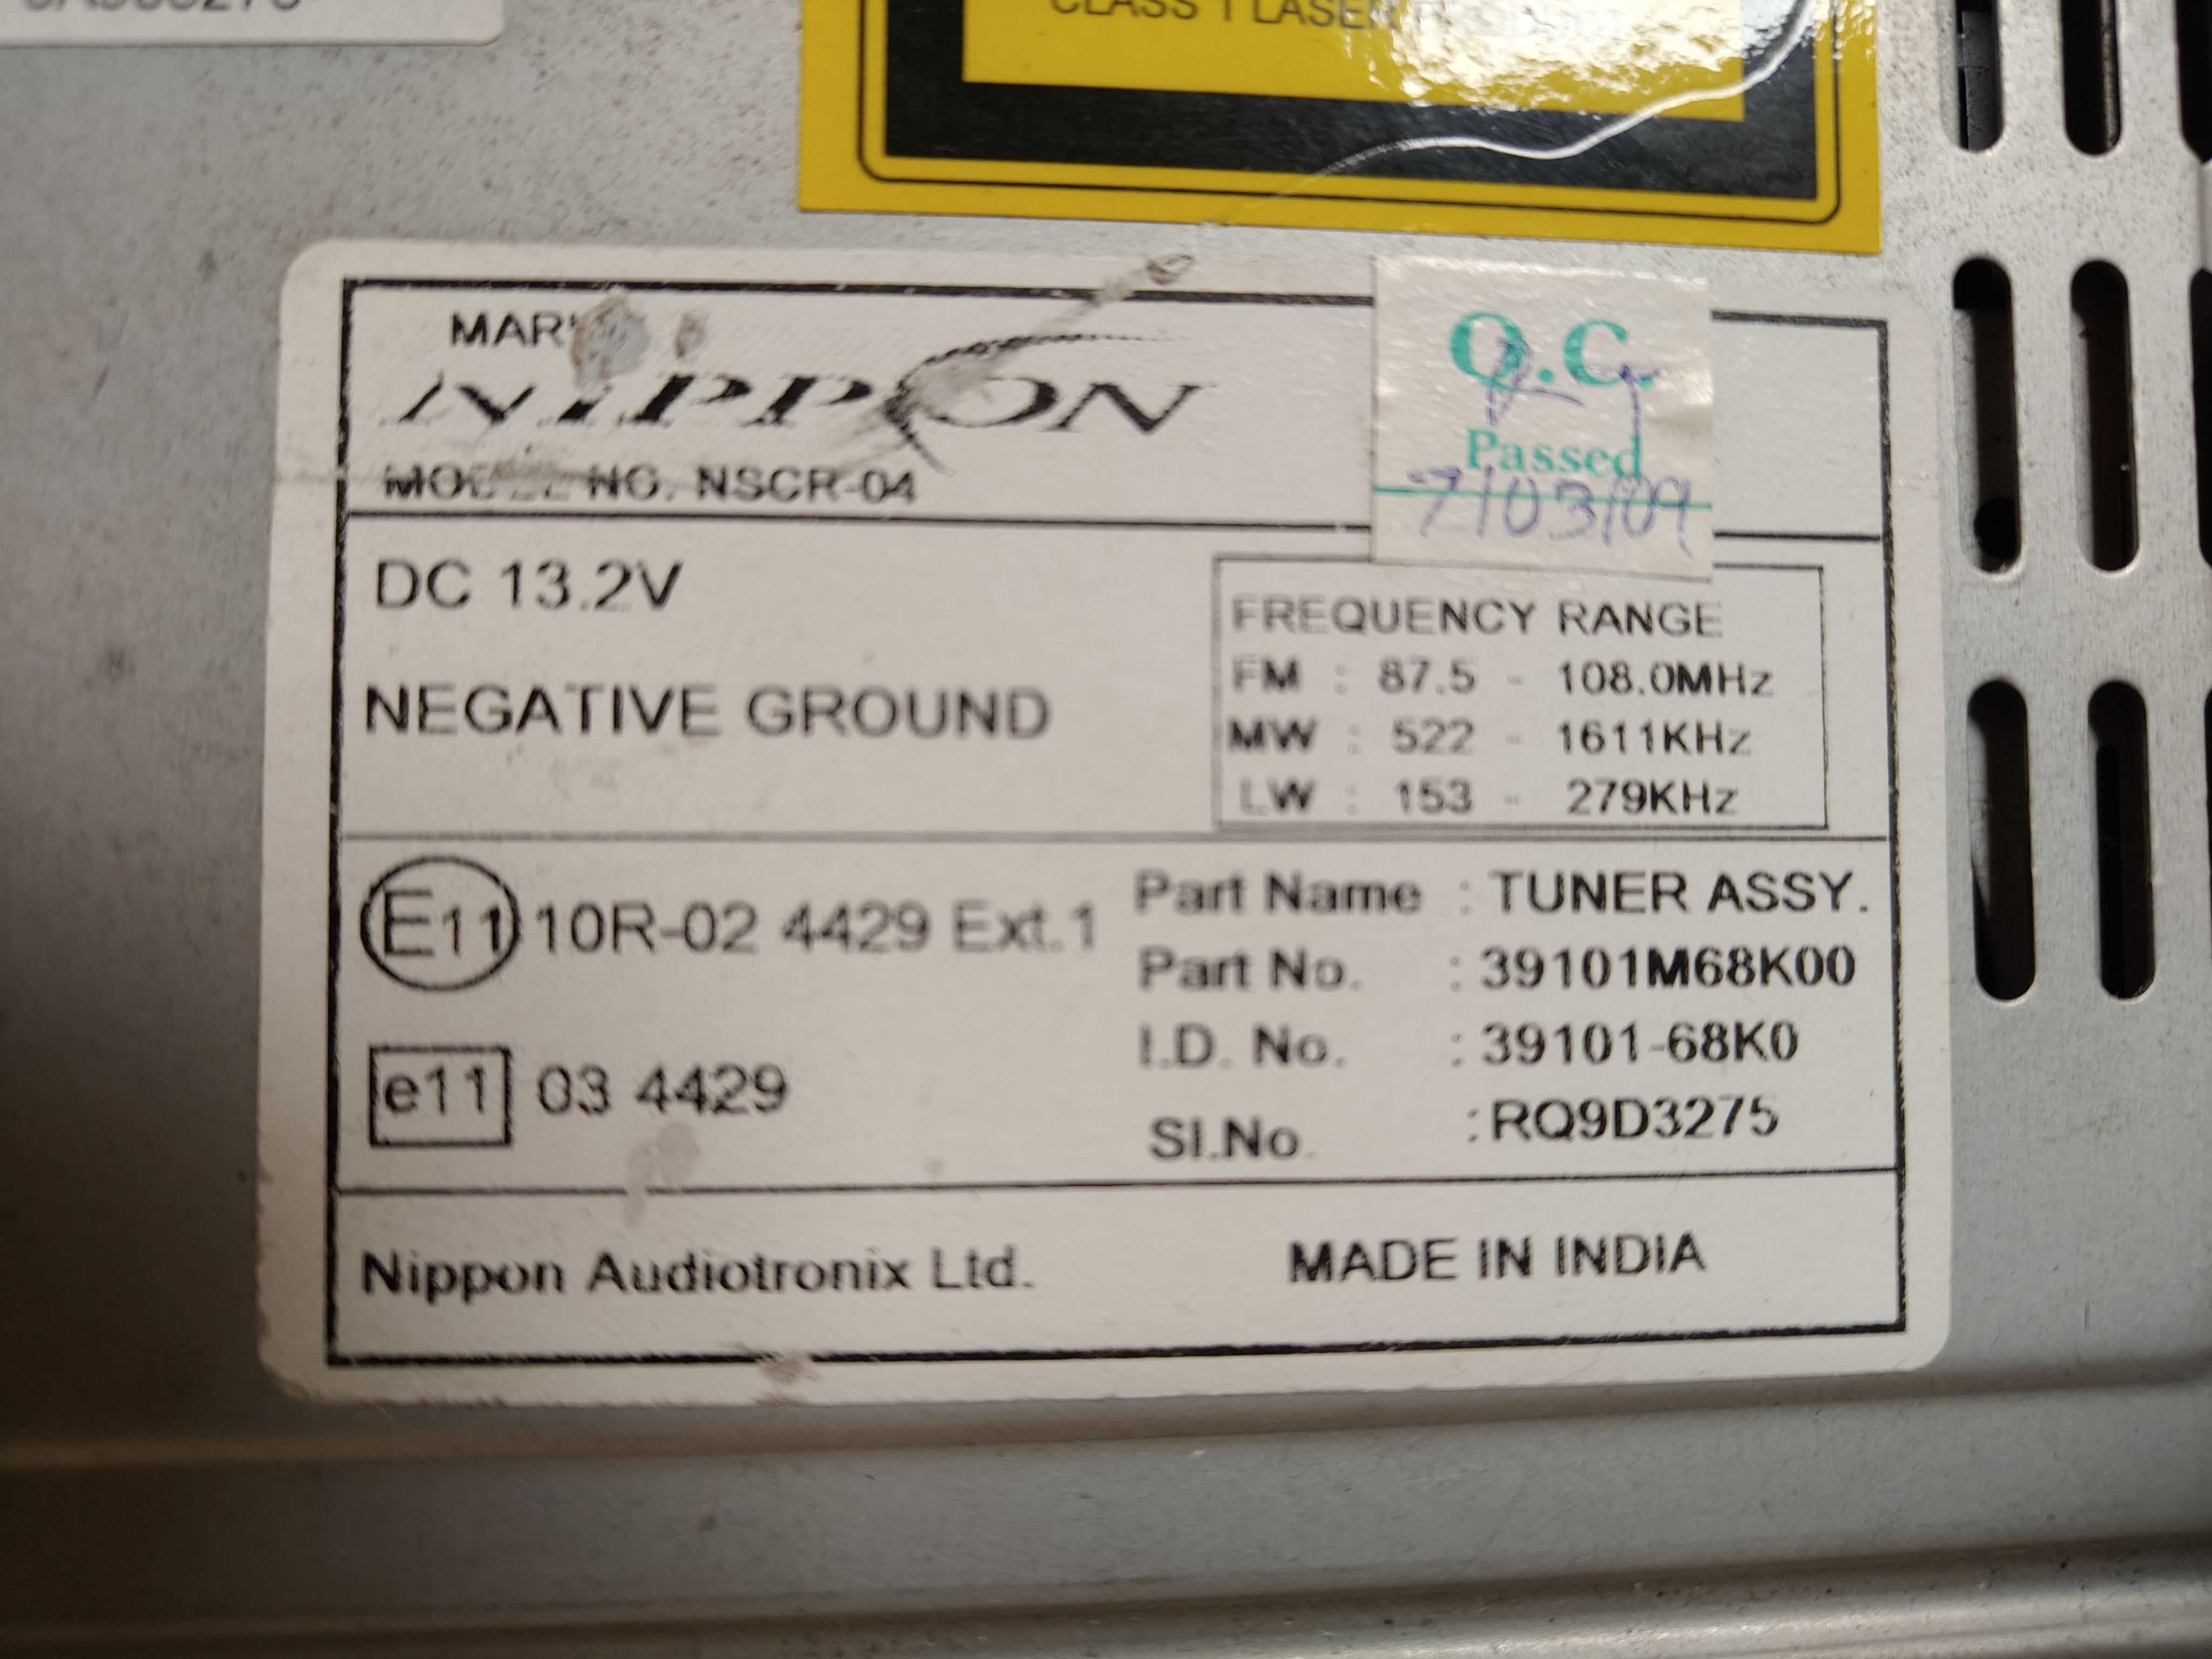 CLASS 1 LASER
NIPPON
MODEL NO. NSCR-04
Q.C.
Passed
7/03/09
DC 13.2V
NEGATIVE GROUND
FREQUENCY RANGE
FM : 87.5 - 108.0MHz
MW : 522 - 1611KHz
LW : 153 - 279KHz
E11 10R-02 4429 Ext.1
e11 03 4429
Part Name : TUNER ASSY.
Part No. : 39101M68K00
I.D. No. : 39101-68K0
SI.No. : RQ9D3275
Nippon Audiotronix Ltd.
MADE IN INDIA